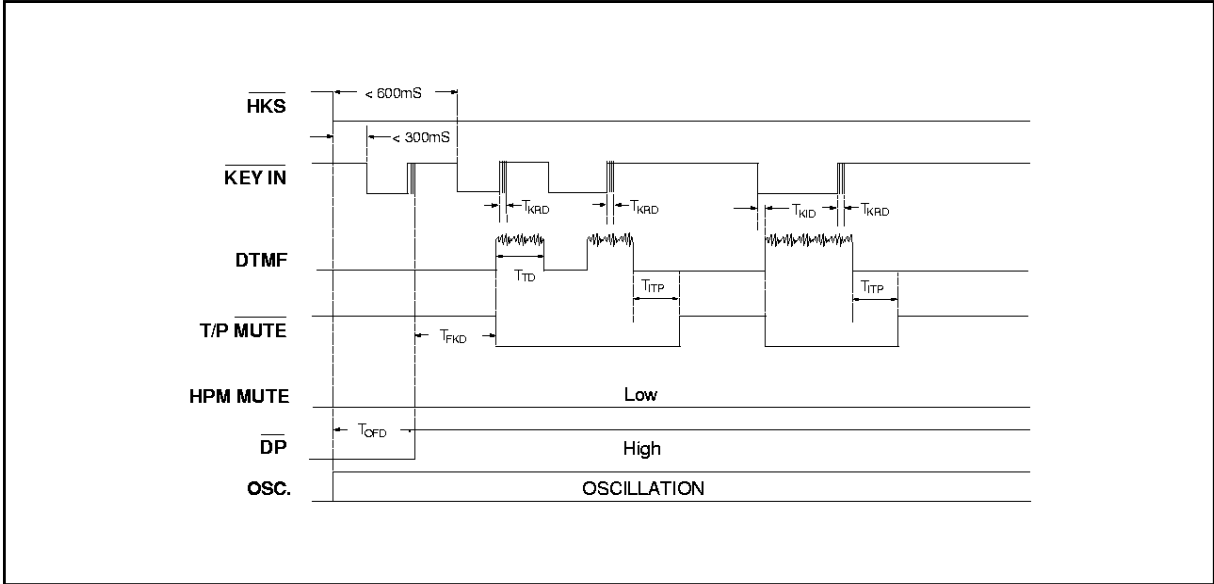 < 600mS
HKS
< 300mS
KEY IN
TKRD
TKRD
TKID
TKRD
DTMF
TTD
TITP
TITP
T/P MUTE
TFKD
HPM MUTE
Low
TOFD
DP
High
OSC.
OSCILLATION